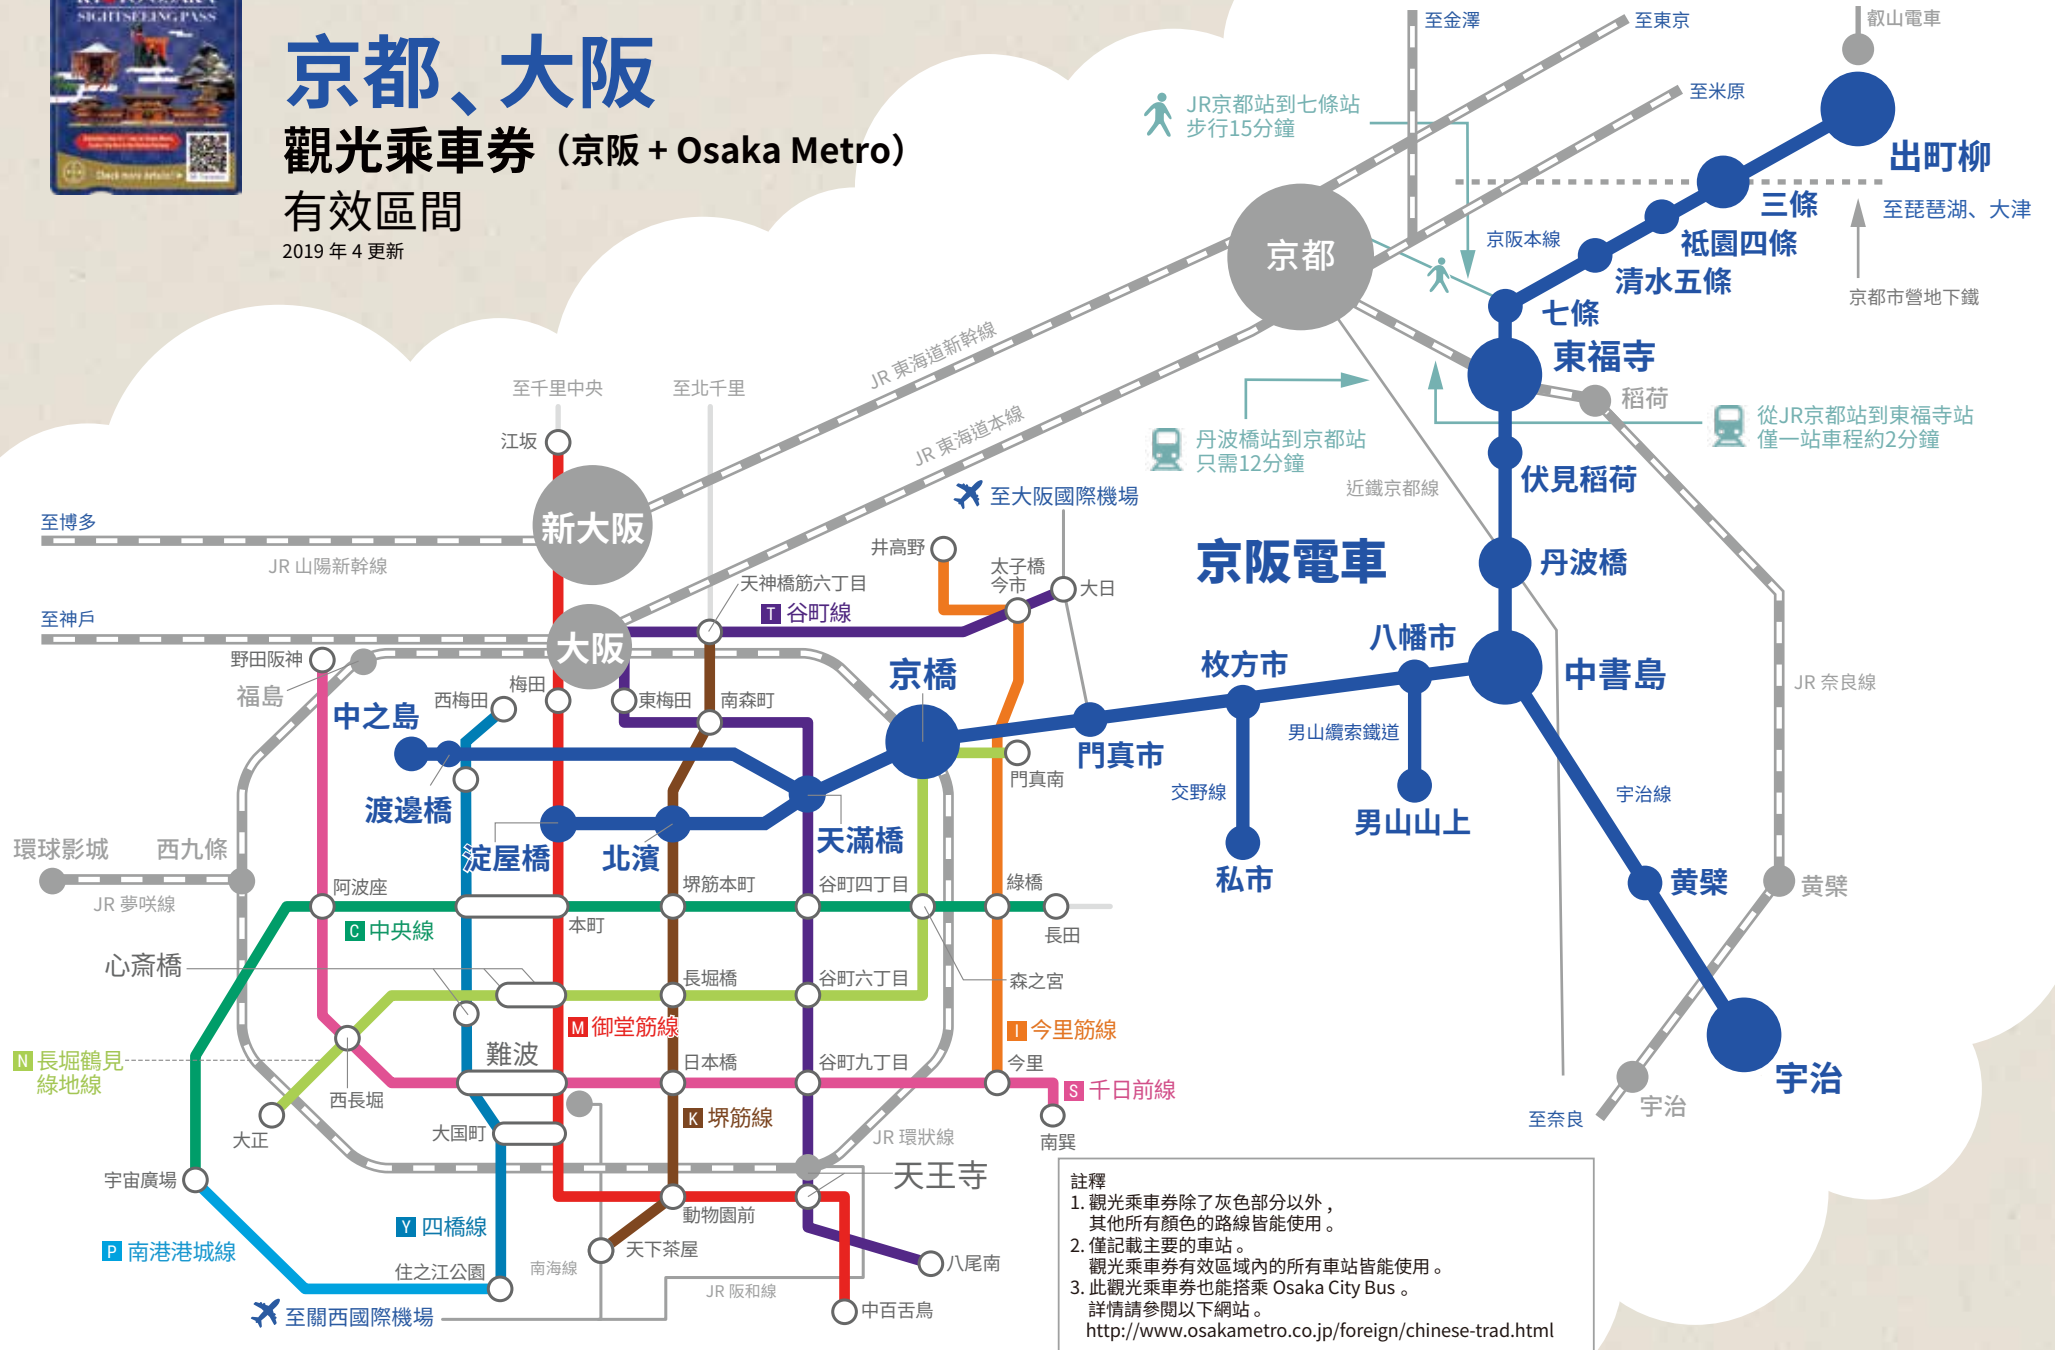 SIGHTSEEING PASS
京都、大阪
觀光乘車券（京阪 + Osaka Metro）
有效區間
2019 年 4 更新
至金澤
至東京
叡山電車
至米原
JR京都站到七條站
步行15分鐘
出町柳
三條
至琵琶湖、大津
祇園四條
京阪本線
清水五條
京都市營地下鐵
京都
七條
東福寺
稻荷
JR 東海道新幹線
JR 東海道本線
丹波橋站到京都站
只需12分鐘
從JR京都站到東福寺站
僅一站車程約2分鐘
近鐵京都線
伏見稻荷
至千里中央
至北千里
江坂
新大阪
至博多
JR 山陽新幹線
至大阪國際機場
井高野
太子橋
今市
大日
京阪電車
丹波橋
天神橋筋六丁目
T 谷町線
至神戶
大阪
野田阪神
福島
梅田
西梅田
東梅田
南森町
京橋
枚方市
八幡市
中書島
JR 奈良線
中之島
男山纜索鐵道
門真市
門真南
渡邊橋
交野線
宇治線
淀屋橋
北濱
天滿橋
男山山上
私市
環球影城
西九條
JR 夢咲線
阿波座
堺筋本町
谷町四丁目
綠橋
黄檗
黄檗
C 中央線
本町
長田
心斎橋
長堀橋
谷町六丁目
森之宮
M 御堂筋線
I 今里筋線
N 長堀鶴見
綠地線
難波
日本橋
谷町九丁目
今里
S 千日前線
宇治
宇治
西長堀
大正
大国町
K 堺筋線
JR 環狀線
南巽
至奈良
宇宙廣場
天王寺
動物園前
Y 四橋線
P 南港港城線
天下茶屋
八尾南
住之江公園
南海線
JR 阪和線
中百舌鳥
至關西國際機場
註釋
1. 觀光乘車券除了灰色部分以外，
其他所有顏色的路線皆能使用。
2. 僅記載主要的車站。
觀光乘車券有效區域內的所有車站皆能使用。
3. 此觀光乘車券也能搭乘 Osaka City Bus 。
詳情請參閱以下網站。
http://www.osakametro.co.jp/foreign/chinese-trad.html